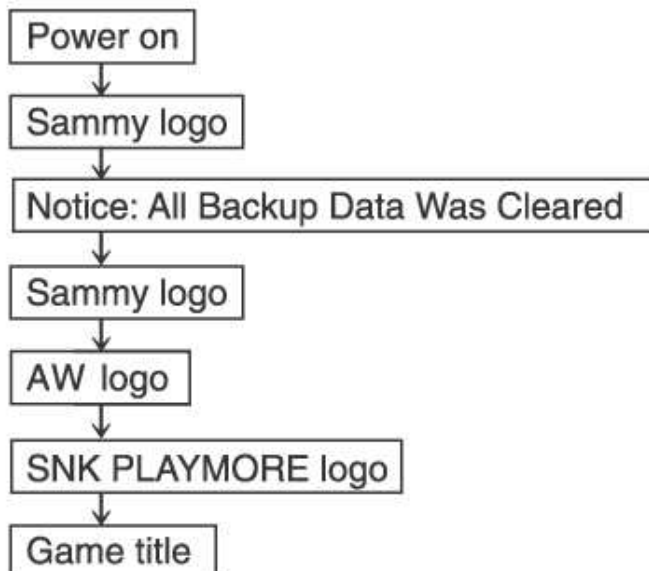 Power on
Sammy logo
Notice: All Backup Data Was Cleared
Sammy logo
AW logo
SNK PLAYMORE logo
Game title